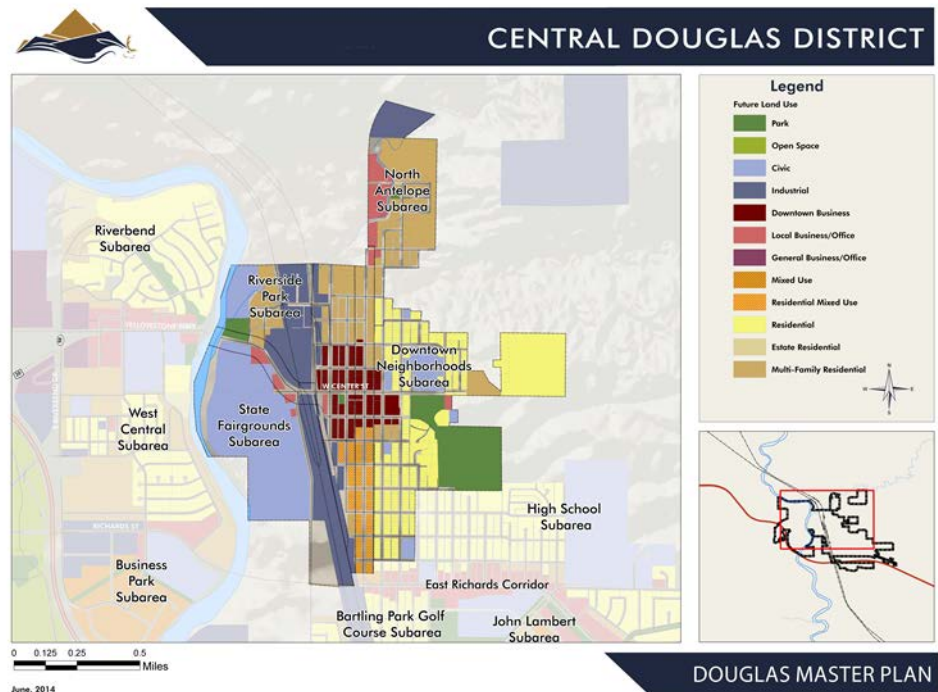 CENTRAL DOUGLAS DISTRICT
Legend
Future Land Use
Park
Open Space
Civic
Industrial
Downtown Business
Local Business/Office
General Business/Office
Mixed Use
Residential Mixed Use
Residential
Estate Residential
Multi-Family Residential
N
W
E
S
North
Antelope
Subarea
Riverbend
Subarea
Riverside
Park
Subarea
Downtown
Neighborhoods
Subarea
W CENTER ST
State
Fairgrounds
Subarea
West
Central
Subarea
RICHARDS ST
High School
Subarea
Business
Park
Subarea
East Richards Corridor
Bartling Park Golf
Course Subarea
John Lambert
Subarea
0 0.125 0.25 0.5
Miles
June, 2014
DOUGLAS MASTER PLAN